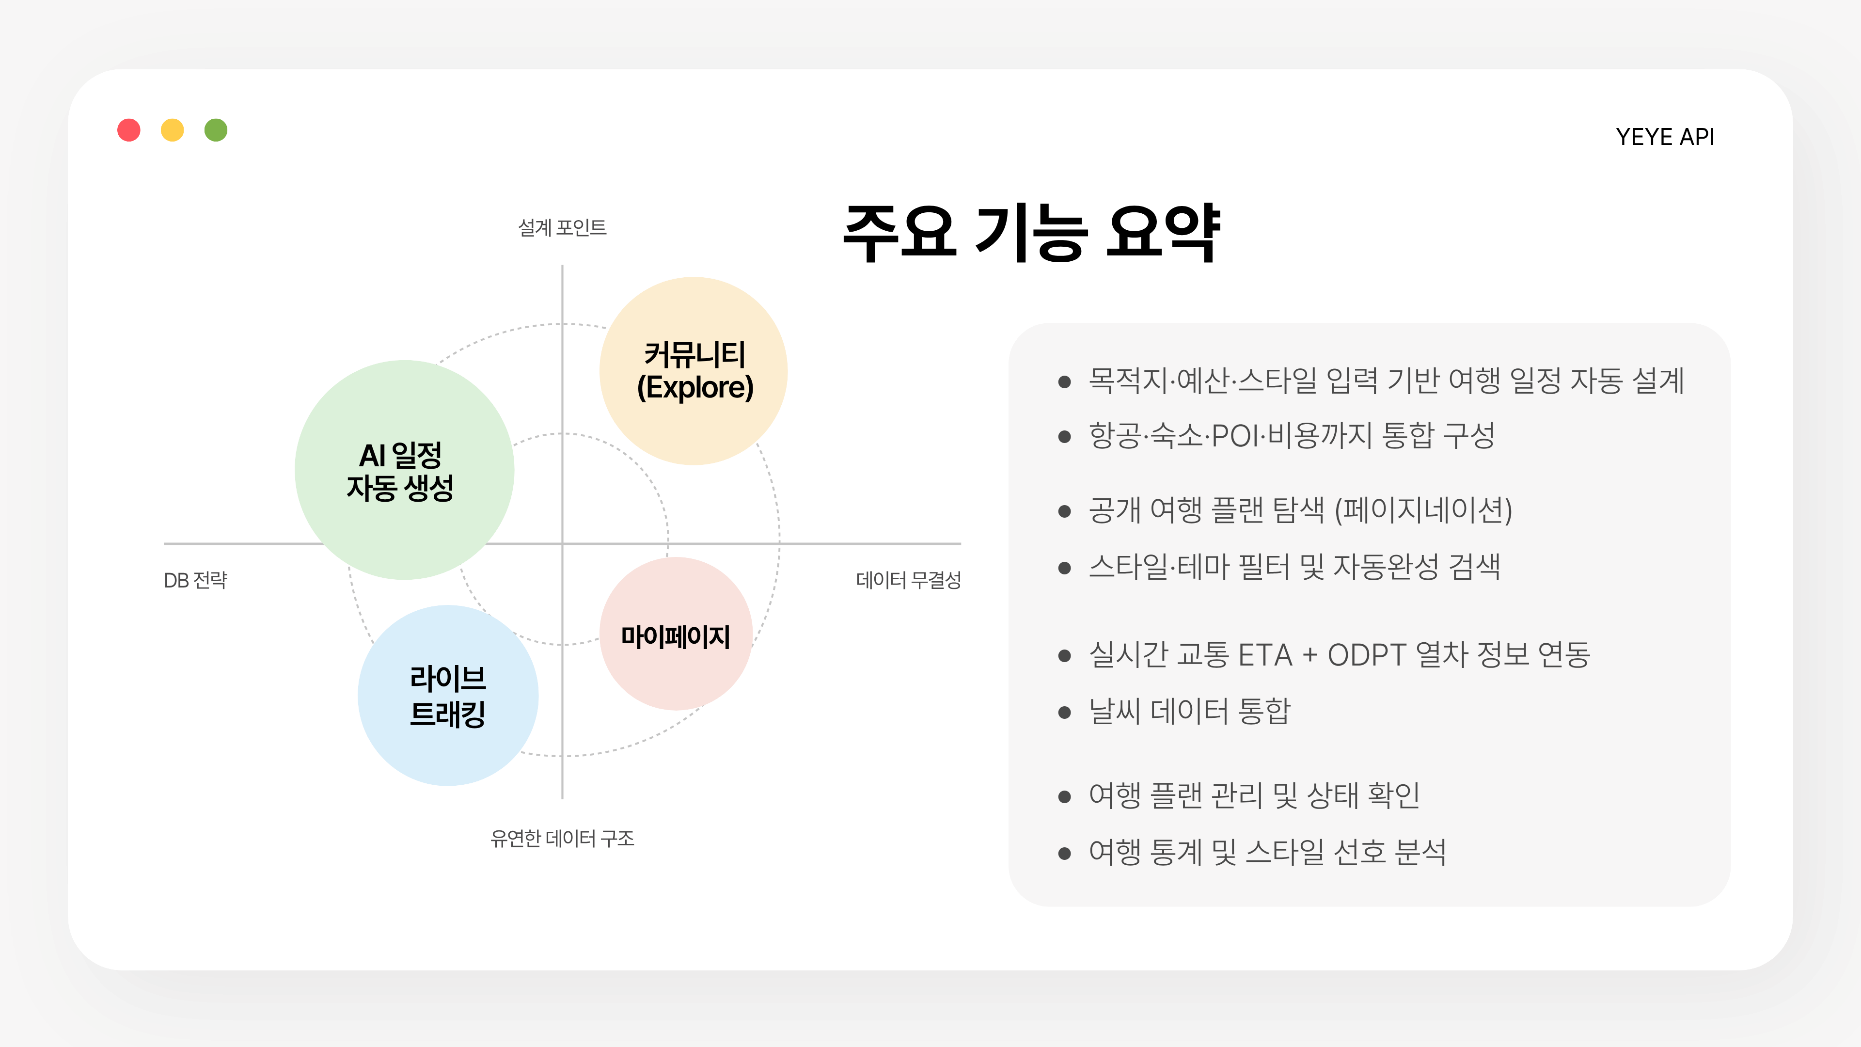 YEYE API
주요 기능 요약
설계 포인트
커뮤니티
(Explore)
AI 일정
자동 생성
DB 전략
데이터 무결성
마이페이지
라이브
트래킹
유연한 데이터 구조
목적지·예산·스타일 입력 기반 여행 일정 자동 설계
항공·숙소·POI·비용까지 통합 구성
공개 여행 플랜 탐색 (페이지네이션)
스타일·테마 필터 및 자동완성 검색
실시간 교통 ETA + ODPT 열차 정보 연동
날씨 데이터 통합
여행 플랜 관리 및 상태 확인
여행 통계 및 스타일 선호 분석